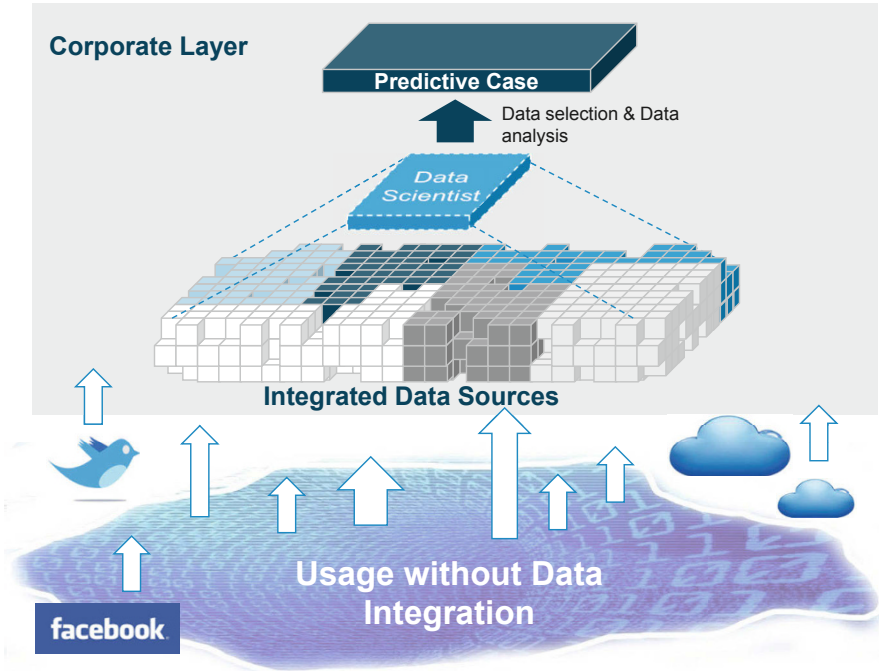 Corporate Layer
Predictive Case
Data selection & Data
analysis
Data
Scientist
Integrated Data Sources
Usage without Data
Integration
facebook